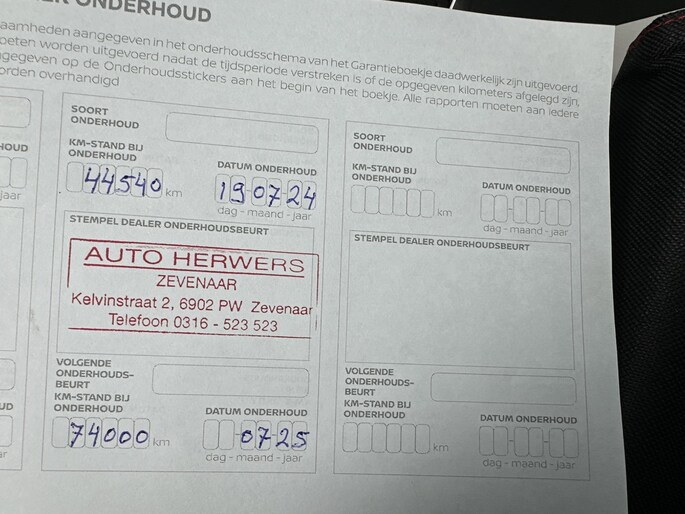 ONDERHOUD
aamheden aangegeven in het onderhoudsschema van het Garantieboekje daadwerkelijk zijn uitgevoerd.
oeten worden uitgevoerd nadat de tijdsperiode verstreken is of de opgegeven kilometers afgelegd zijn,
gegeven op de Onderhoudsstickers aan het begin van het boekje. Alle rapporten moeten aan iedere
orden overhandigd
HOUD
jaar
SOORT
ONDERHOUD
KM-STAND BIJ
ONDERHOUD
44540 km
DATUM ONDERHOUD
19-07-24
dag - maand - jaar
STEMPEL DEALER ONDERHOUDSBEURT
AUTO HERWERS
ZEVENAAR
Kelvinstraat 2, 6902 PW Zevenaar
Telefoon 0316 - 523 523
VOLGENDE
ONDERHOUDS-
BEURT
KM-STAND BIJ
ONDERHOUD
74000 km
DATUM ONDERHOUD
07-25
dag - maand - jaar
SOORT
ONDERHOUD
KM-STAND BIJ
ONDERHOUD
km
DATUM ONDERHOUD
dag - maand - jaar
STEMPEL DEALER ONDERHOUDSBEURT
VOLGENDE
ONDERHOUDS-
BEURT
KM-STAND BIJ
ONDERHOUD
km
DATUM ONDERHOUD
dag - maand - jaar